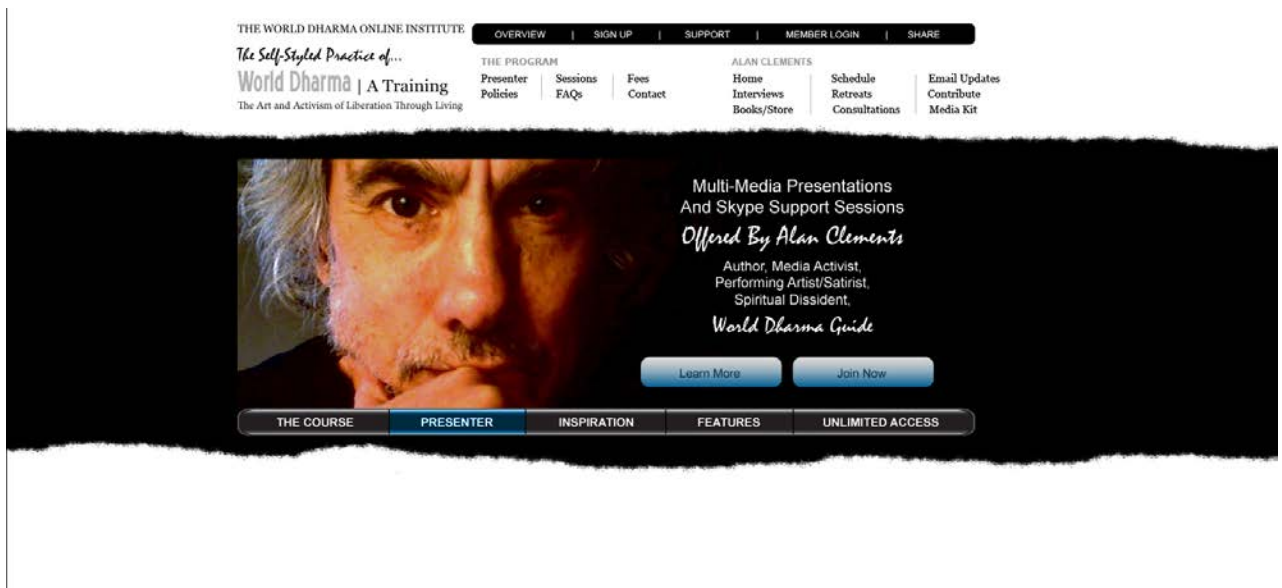 THE WORLD DHARMA ONLINE INSTITUTE
The Self-Styled Practice of...
World Dharma | A Training
The Art and Activism of Liberation Through Living
OVERVIEW | SIGN UP | SUPPORT | MEMBER LOGIN | SHARE
THE PROGRAM
Presenter Sessions Fees
Policies FAQs Contact
ALAN CLEMENTS
Home Schedule Email Updates
Interviews Retreats Contribute
Books/Store Consultations Media Kit
Multi-Media Presentations
And Skype Support Sessions
Offered By Alan Clements
Author, Media Activist,
Performing Artist/Satirist,
Spiritual Dissident,
World Dharma Guide
Learn More Join Now
THE COURSE PRESENTER INSPIRATION FEATURES UNLIMITED ACCESS